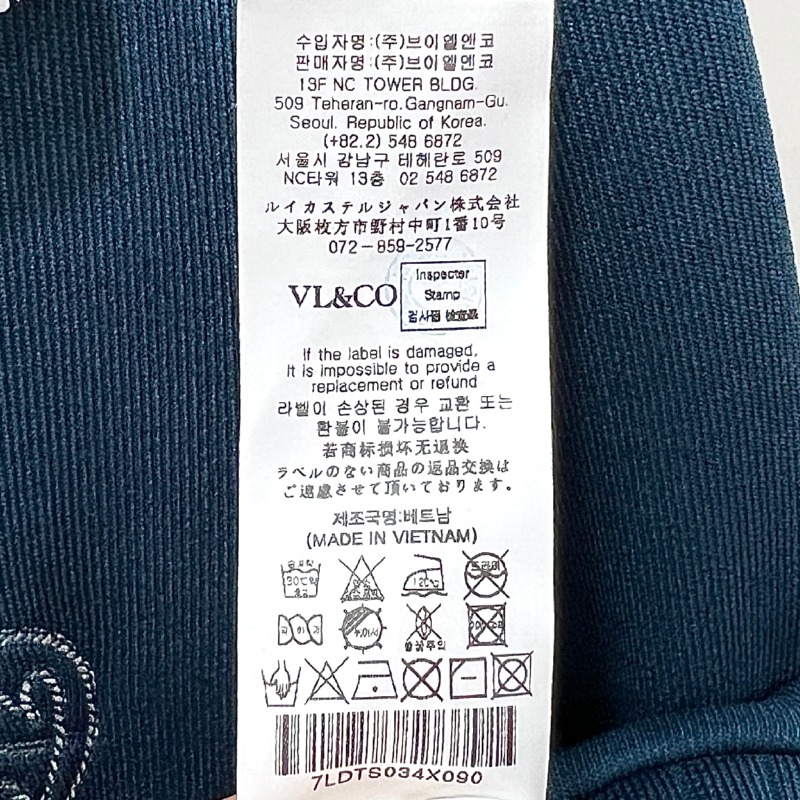 수입자명:(주)브이엘엔코
판매자명:(주)브이엘엔코
13F NC TOWER BLDG.
509 Teheran-ro.Gangnam-Gu.
Seoul. Republic of Korea.
(+82.2) 548 6872
서울시 강남구 테헤란로 509
NC타워 13층 02 548 6872
ルイカステルジャパン株式会社
大阪枚方市野村中町1番10号
072-859-2577
VL&CO
Inspecter
Stamp
검사필 検査品
If the label is damaged,
It is impossible to provide a
replacement or refund
라벨이 손상된 경우 교환 또는
환불이 불가능합니다.
若商标损坏无退换
ラベルのない商品の返品交換は
ご遠慮させて頂いております。
제조국명:베트남
(MADE IN VIETNAM)
30℃
120℃
드라이
7LDTS034X090